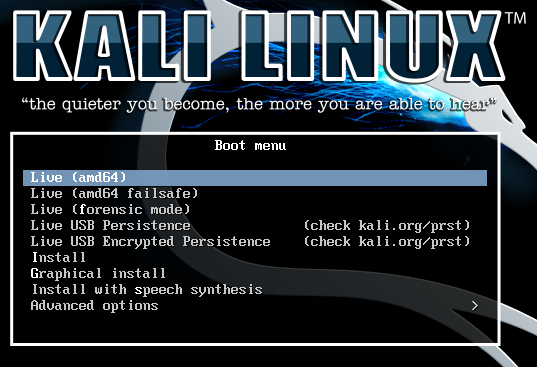 KALI LINUX™
“the quieter you become, the more you are able to hear”
Boot menu
Live (amd64)
Live (amd64 failsafe)
Live (forensic mode)
Live USB Persistence (check kali.org/prst)
Live USB Encrypted Persistence (check kali.org/prst)
Install
Graphical install
Install with speech synthesis
Advanced options >